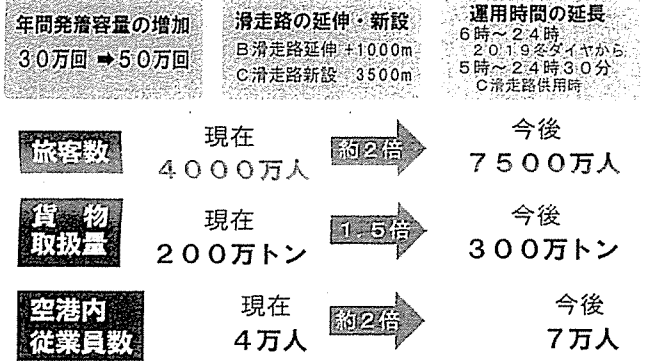 年間発着容量の増加
30万回 ➡50万回
滑走路の延伸・新設
B滑走路延伸 +1000m
C滑走路新設 3500m
運用時間の延長
6時～24時
2019冬ダイヤから
5時～24時30分
C滑走路供用時
旅客数
現在
4000万人
約2倍
今後
7500万人
貨物
取扱量
現在
200万トン
1.5倍
今後
300万トン
空港内
従業員数
現在
4万人
約2倍
今後
7万人